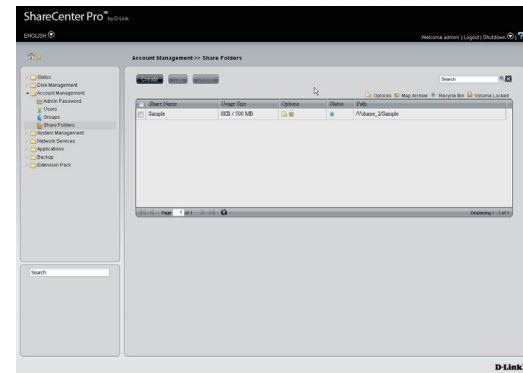 ShareCenter Pro™ by D-Link
ENGLISH
Welcome admin! | Logout | Shutdown
Account Management >> Share Folders
Status
Disk Management
Account Management
Admin Password
Users
Groups
Share Folders
System Management
Network Services
Applications
Backup
Extension Pack
Create
Search
Options Map Archive Recycle Bin Volume Locked
Share Name Usage Size Options Status Path
Sample 0KB / 500 MB /Volume_2/Sample
Page 1 of 1 Displaying 1 - 1 of 1
Search
D-Link